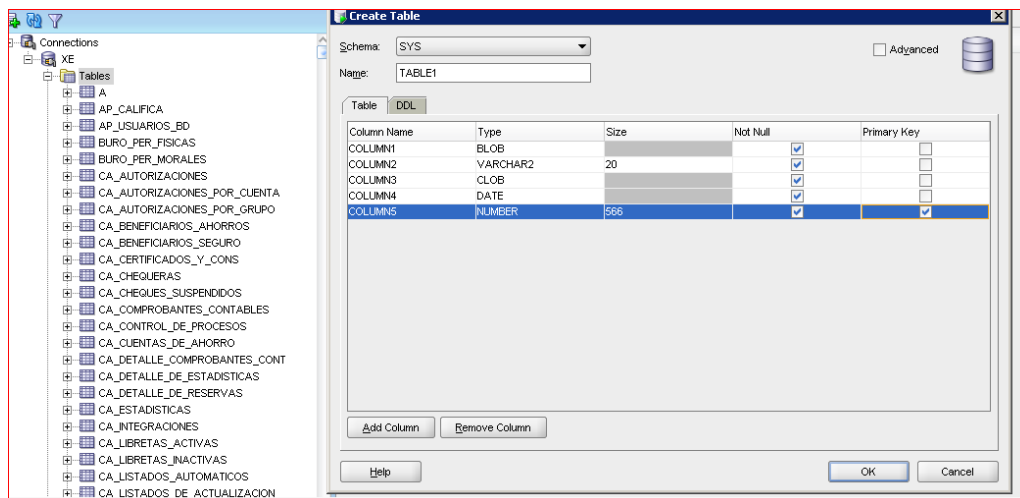 Connections
XE
Tables
A
AP_CALIFICA
AP_USUARIOS_BD
BURO_PER_FISICAS
BURO_PER_MORALES
CA_AUTORIZACIONES
CA_AUTORIZACIONES_POR_CUENTA
CA_AUTORIZACIONES_POR_GRUPO
CA_BENEFICIARIOS_AHORROS
CA_BENEFICIARIOS_SEGURO
CA_CERTIFICADOS_Y_CONS
CA_CHEQUERAS
CA_CHEQUES_SUSPENDIDOS
CA_COMPROBANTES_CONTABLES
CA_CONTROL_DE_PROCESOS
CA_CUENTAS_DE_AHORRO
CA_DETALLE_COMPROBANTES_CONT
CA_DETALLE_DE_ESTADISTICAS
CA_DETALLE_DE_RESERVAS
CA_ESTADISTICAS
CA_INTEGRACIONES
CA_LIBRETAS_ACTIVAS
CA_LIBRETAS_INACTIVAS
CA_LISTADOS_AUTOMATICOS
CA_LISTADOS_DE_ACTUALIZACION
Create Table
Schema: SYS Advanced
Name: TABLE1
Table DDL
Column Name Type Size Not Null Primary Key
COLUMN1 BLOB
COLUMN2 VARCHAR2 20
COLUMN3 CLOB
COLUMN4 DATE
COLUMN5 NUMBER 566
Add Column Remove Column
Help OK Cancel